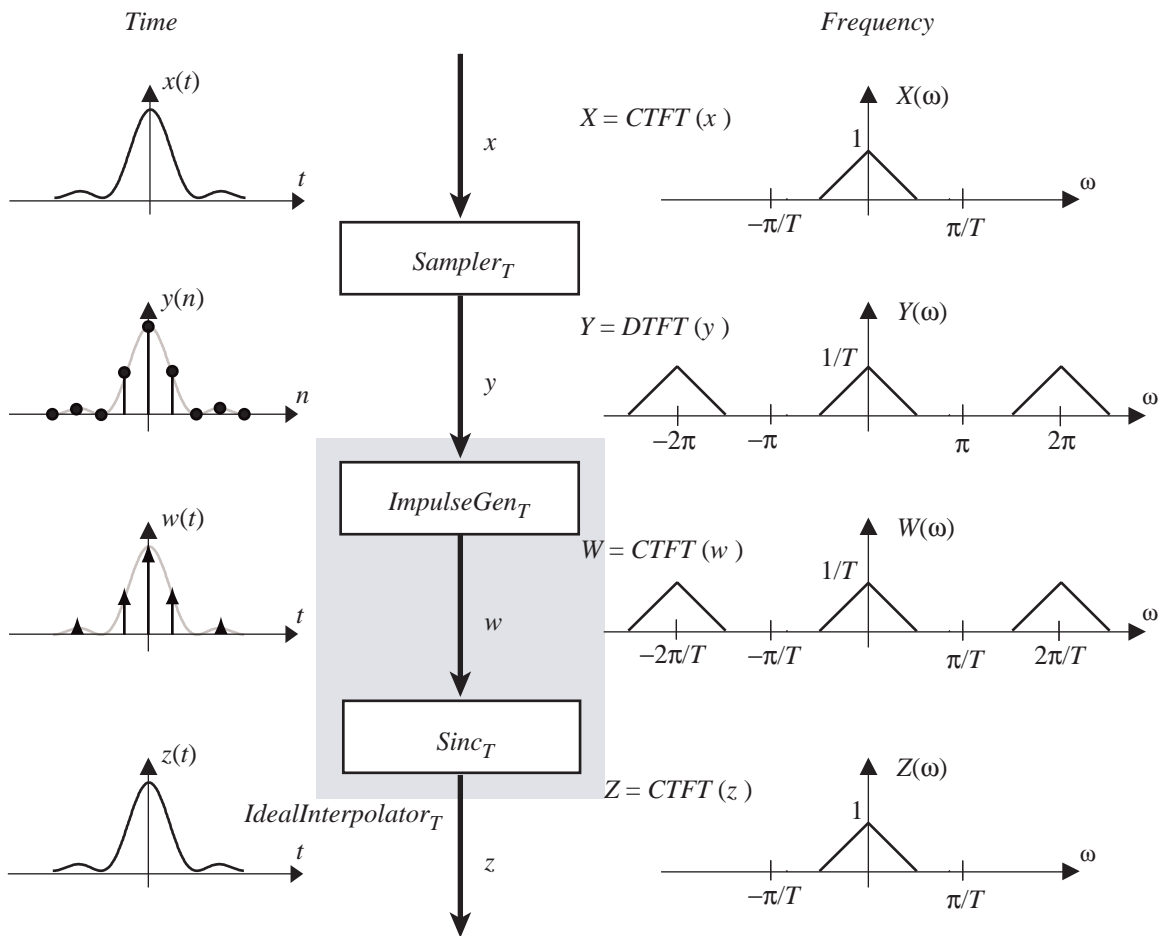 Time
Frequency
x(t)
t
x
X = CTFT (x )
X(ω)
1
ω
−π/T
π/T
Sampler_T
y(n)
n
y
Y = DTFT (y )
Y(ω)
1/T
ω
−2π
−π
π
2π
ImpulseGen_T
w(t)
t
w
W = CTFT (w )
W(ω)
1/T
ω
−2π/T
−π/T
π/T
2π/T
Sinc_T
z(t)
t
IdealInterpolator_T
z
Z = CTFT (z )
Z(ω)
1
ω
−π/T
π/T